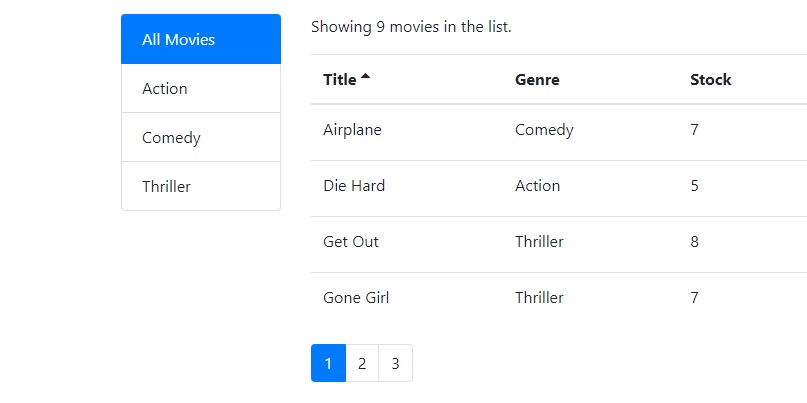 All Movies
Action
Comedy
Thriller
Showing 9 movies in the list.
Title Genre Stock
Airplane Comedy 7
Die Hard Action 5
Get Out Thriller 8
Gone Girl Thriller 7
1 2 3